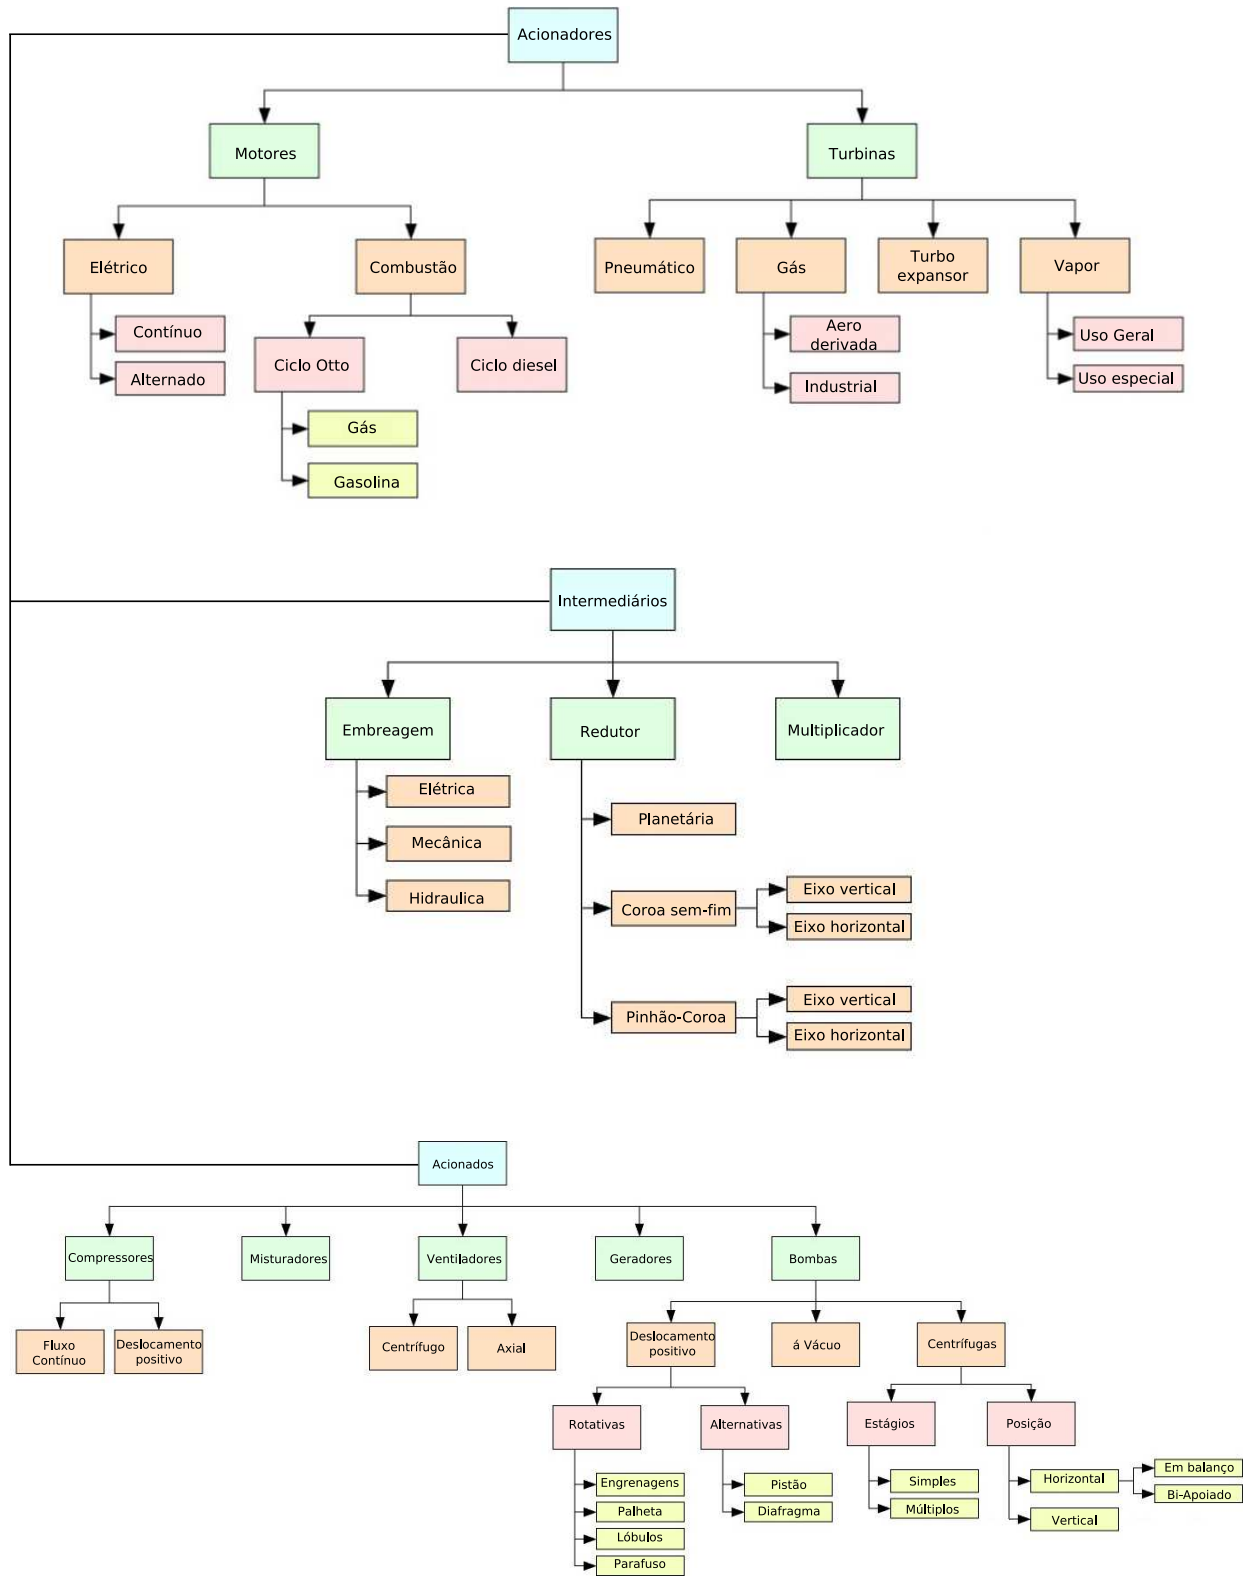 Acionadores
Motores
Turbinas
Elétrico
Combustão
Pneumático
Gás
Turbo
expansor
Vapor
Contínuo
Alternado
Ciclo Otto
Ciclo diesel
Aero
derivada
Industrial
Uso Geral
Uso especial
Gás
Gasolina
Intermediários
Embreagem
Redutor
Multiplicador
Elétrica
Mecânica
Hidraulica
Planetária
Coroa sem-fim
Eixo vertical
Eixo horizontal
Pinhão-Coroa
Eixo vertical
Eixo horizontal
Acionados
Compressores
Misturadores
Ventiladores
Geradores
Bombas
Fluxo
Contínuo
Deslocamento
positivo
Centrífugo
Axial
Deslocamento
positivo
á Vácuo
Centrífugas
Rotativas
Alternativas
Estágios
Posição
Engrenagens
Palheta
Lóbulos
Parafuso
Pistão
Diafragma
Simples
Múltiplos
Horizontal
Vertical
Em balanço
Bi-Apoiado